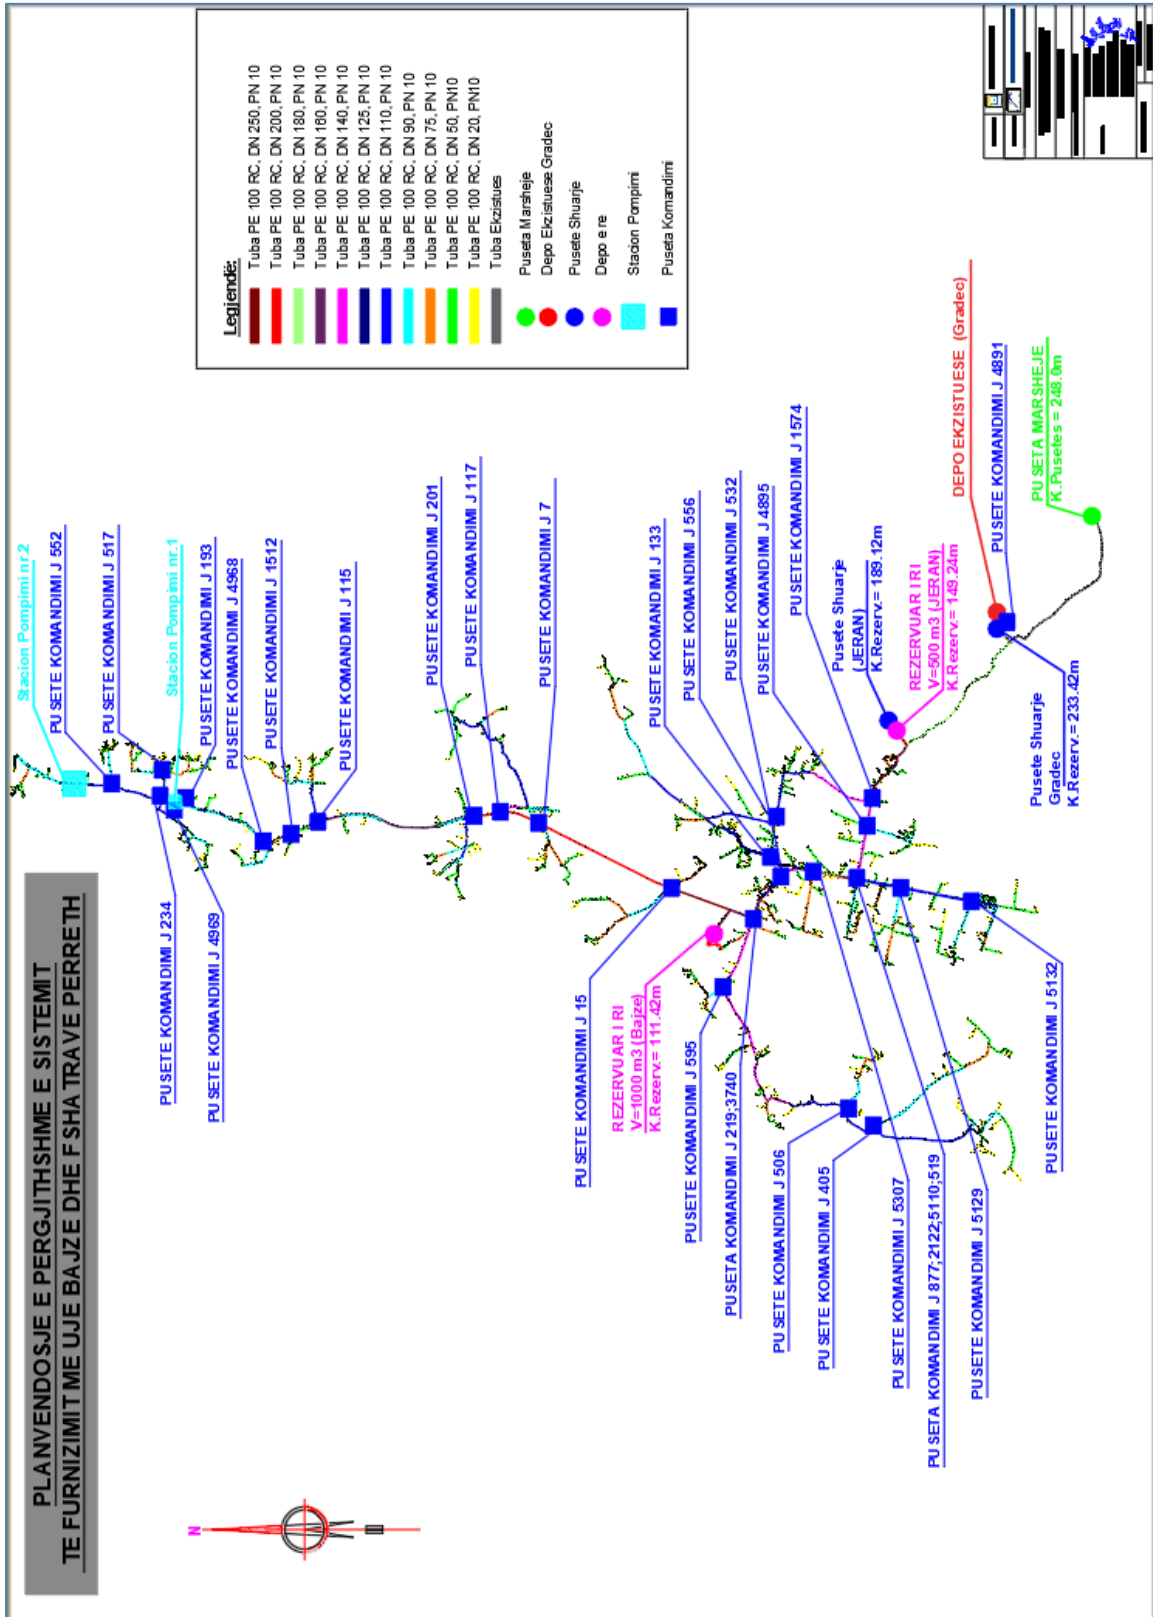 PLANVENDOSJE E PERGJITHSHME E SISTEMIT
TE FURNIZIMIT ME UJE BAJZE DHE FSHATRAVE PERRETH
N
Legjendë:
Tuba PE 100 RC, DN 250, PN 10
Tuba PE 100 RC, DN 200, PN 10
Tuba PE 100 RC, DN 180, PN 10
Tuba PE 100 RC, DN 160, PN 10
Tuba PE 100 RC, DN 140, PN 10
Tuba PE 100 RC, DN 125, PN 10
Tuba PE 100 RC, DN 110, PN 10
Tuba PE 100 RC, DN 90, PN 10
Tuba PE 100 RC, DN 75, PN 10
Tuba PE 100 RC, DN 50, PN10
Tuba PE 100 RC, DN 20, PN10
Tuba Ekzistues
Puseta Marsheje
Depo Ekzistuese Gradec
Pusete Shuarje
Depo e re
Stacion Pompimi
Puseta Komandimi
Stacion Pompimi nr.2
PUSETE KOMANDIMI J 552
PUSETE KOMANDIMI J 517
Stacion Pompimi nr.1
PUSETE KOMANDIMI J 193
PUSETE KOMANDIMI J 4968
PUSETE KOMANDIMI J 1512
PUSETE KOMANDIMI J 115
PUSETE KOMANDIMI J 201
PUSETE KOMANDIMI J 117
PUSETE KOMANDIMI J 7
PUSETE KOMANDIMI J 133
PUSETE KOMANDIMI J 556
PUSETE KOMANDIMI J 532
PUSETE KOMANDIMI J 4895
PUSETE KOMANDIMI J 1574
Pusete Shuarje
(JERAN)
K.Rezerv.= 189.12m
REZERVUAR I RI
V=500 m3 (JERAN)
K.Rezerv.= 149.24m
DEPO EKZISTUESE (Gradec)
PUSETE KOMANDIMI J 4891
PUSETA MARSHEJE
K.Pusetes = 248.0m
Pusete Shuarje
Gradec
K.Rezerv.= 233.42m
PUSETE KOMANDIMI J 234
PUSETE KOMANDIMI J 4969
PUSETE KOMANDIMI J 15
REZERVUAR I RI
V=1000 m3 (Bajze)
K.Rezerv.= 111.42m
PUSETE KOMANDIMI J 595
PUSETA KOMANDIMI J 219;3740
PUSETE KOMANDIMI J 506
PUSETE KOMANDIMI J 405
PUSETE KOMANDIMI J 5307
PUSETA KOMANDIMI J 877;2122;5110;519
PUSETE KOMANDIMI J 5129
PUSETE KOMANDIMI J 5132